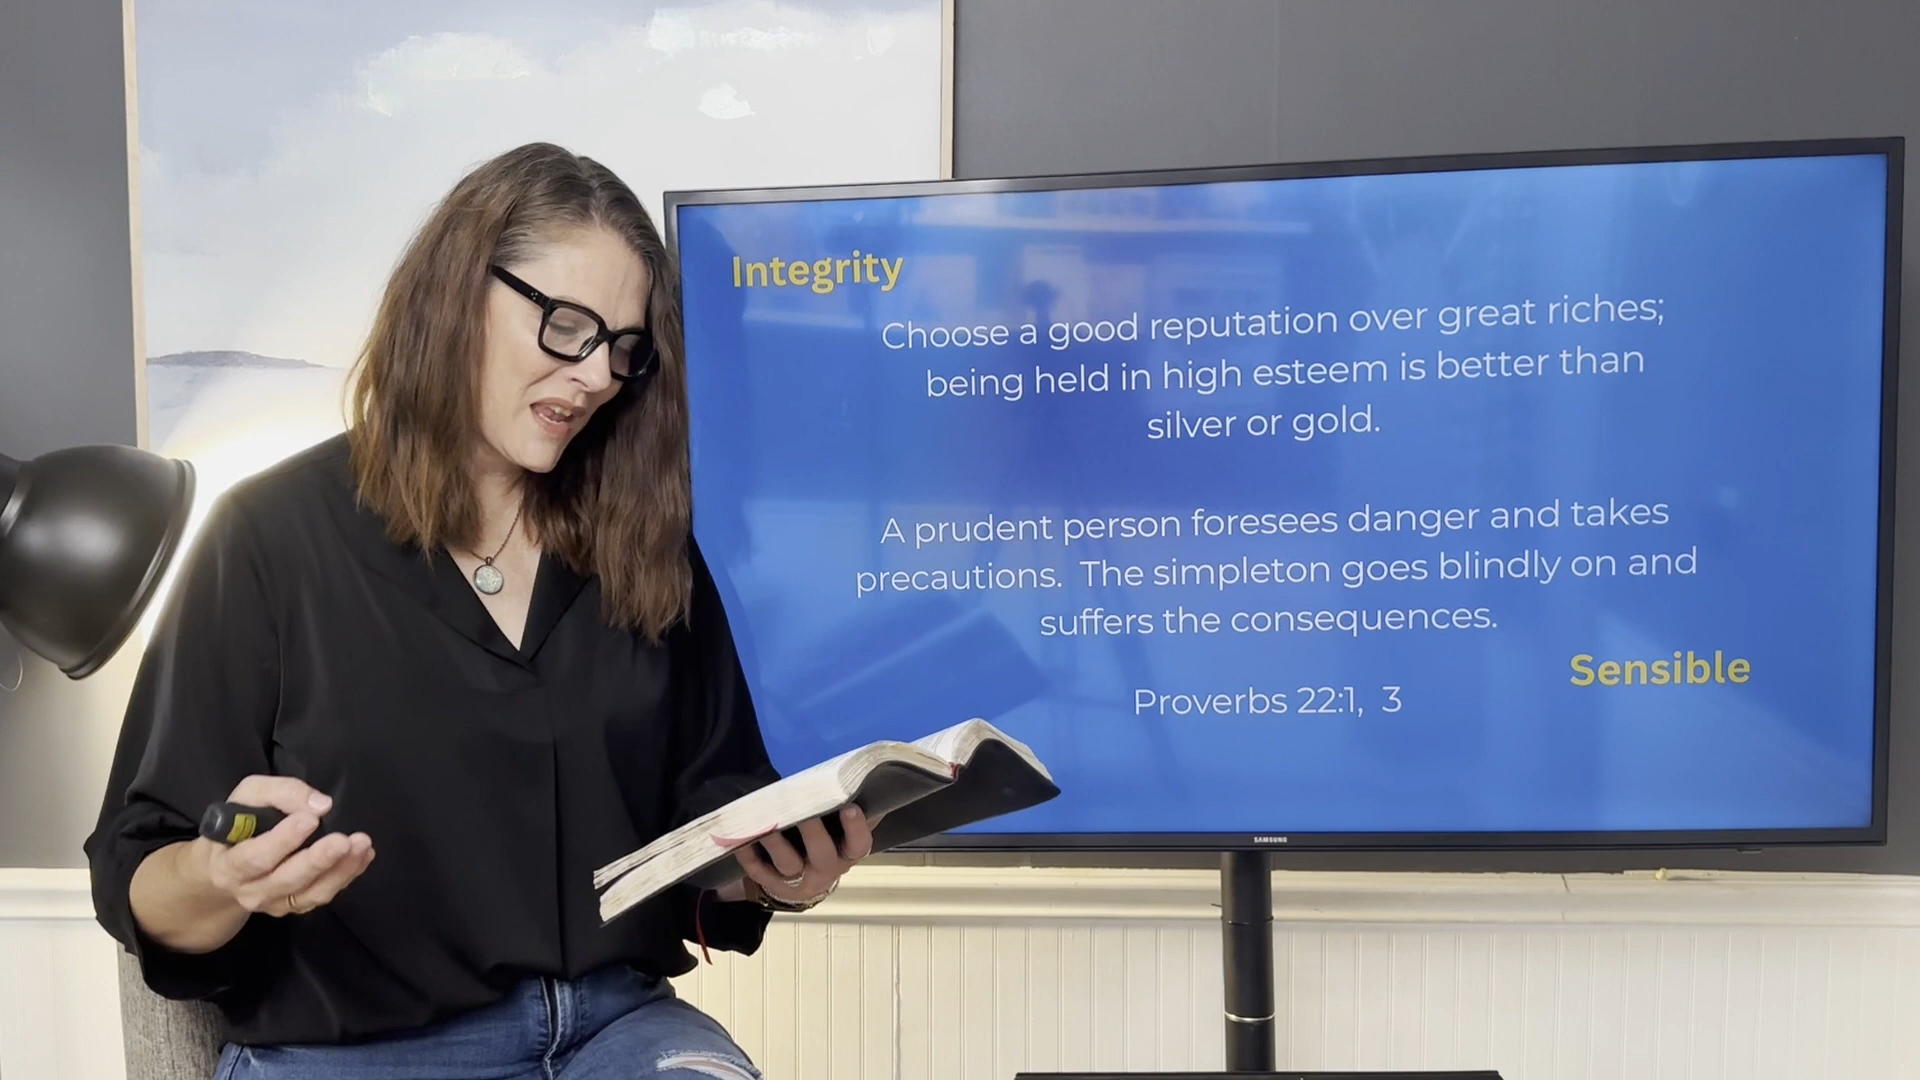 Integrity
Choose a good reputation over great riches;
being held in high esteem is better than
silver or gold.
A prudent person foresees danger and takes
precautions. The simpleton goes blindly on and
suffers the consequences.
Sensible
Proverbs 22:1, 3
SAMSUNG